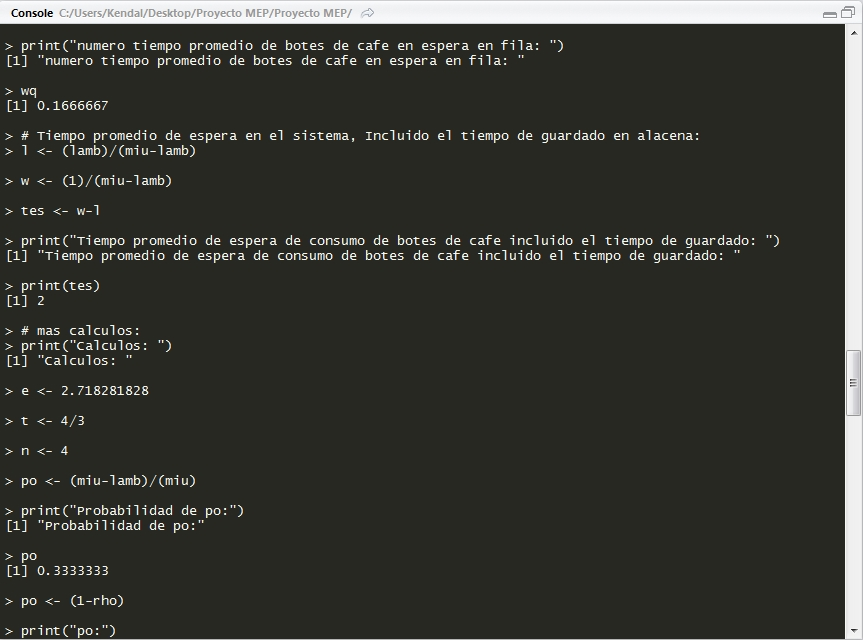 Console C:/Users/Kendal/Desktop/Proyecto MEP/Proyecto MEP/
> print("numero tiempo promedio de botes de cafe en espera en fila: ")
[1] "numero tiempo promedio de botes de cafe en espera en fila: "
> wq
[1] 0.1666667
> # Tiempo promedio de espera en el sistema, Incluido el tiempo de guardado en alacena:
> l <- (lamb)/(miu-lamb)
> w <- (1)/(miu-lamb)
> tes <- w-l
> print("Tiempo promedio de espera de consumo de botes de cafe incluido el tiempo de guardado: ")
[1] "Tiempo promedio de espera de consumo de botes de cafe incluido el tiempo de guardado: "
> print(tes)
[1] 2
> # mas calculos:
> print("Calculos: ")
[1] "Calculos: "
> e <- 2.718281828
> t <- 4/3
> n <- 4
> po <- (miu-lamb)/(miu)
> print("Probabilidad de po:")
[1] "Probabilidad de po:"
> po
[1] 0.3333333
> po <- (1-rho)
> print("po:")